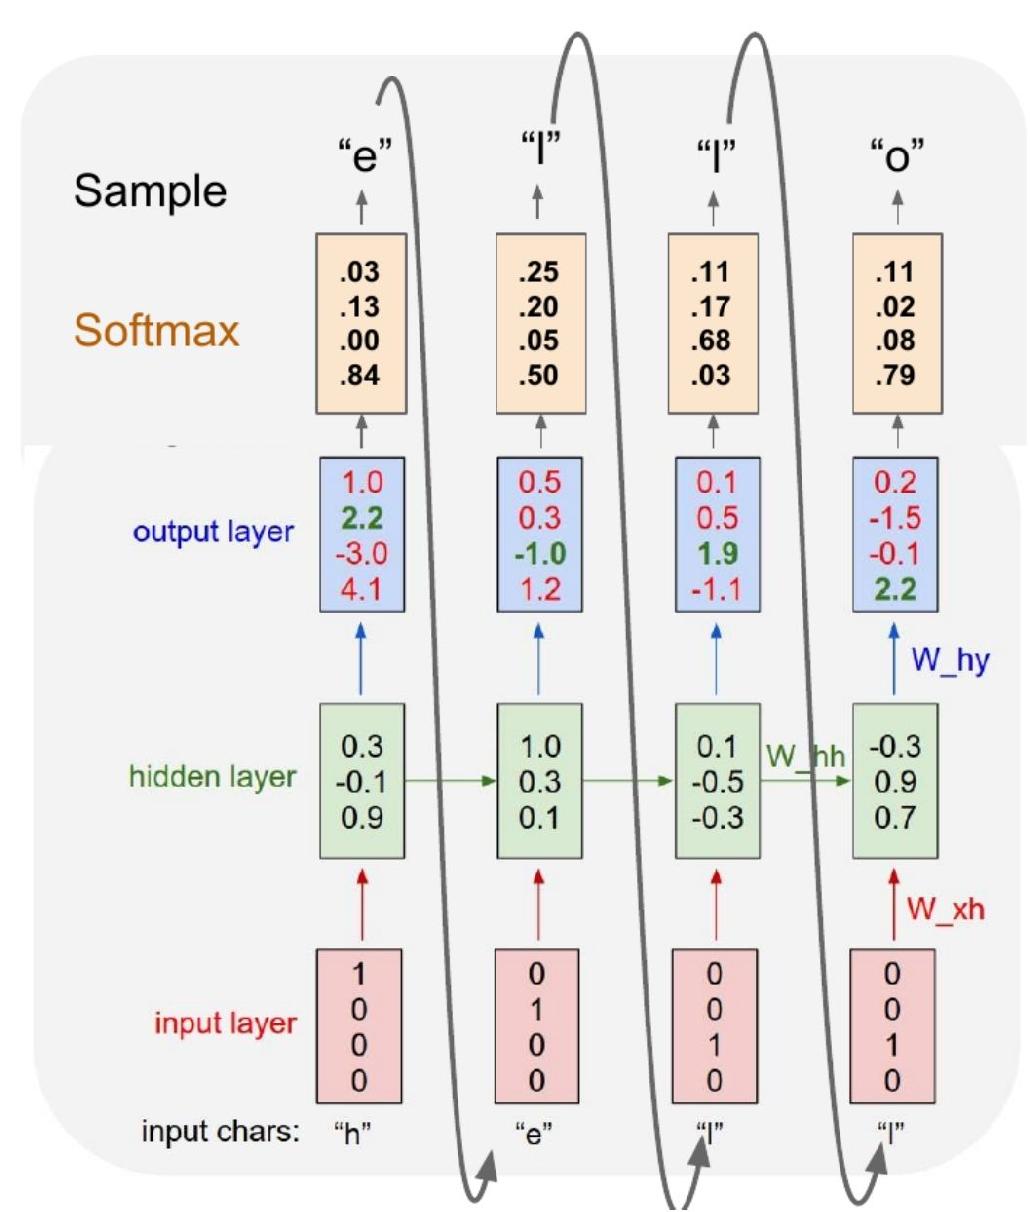 “e” “l” “l” “o”
Sample
.03 .25 .11 .11
.13 .20 .17 .02
Softmax
.00 .05 .68 .08
.84 .50 .03 .79
1.0 0.5 0.1 0.2
2.2 0.3 0.5 -1.5
output layer
-3.0 -1.0 1.9 -0.1
4.1 1.2 -1.1 2.2
W_hy
0.3 1.0 0.1 -0.3
W_hh
hidden layer
-0.1 0.3 -0.5 0.9
0.9 0.1 -0.3 0.7
W_xh
1 0 0 0
0 1 0 0
input layer
0 0 1 1
0 0 0 0
input chars: “h” “e” “l” “l”